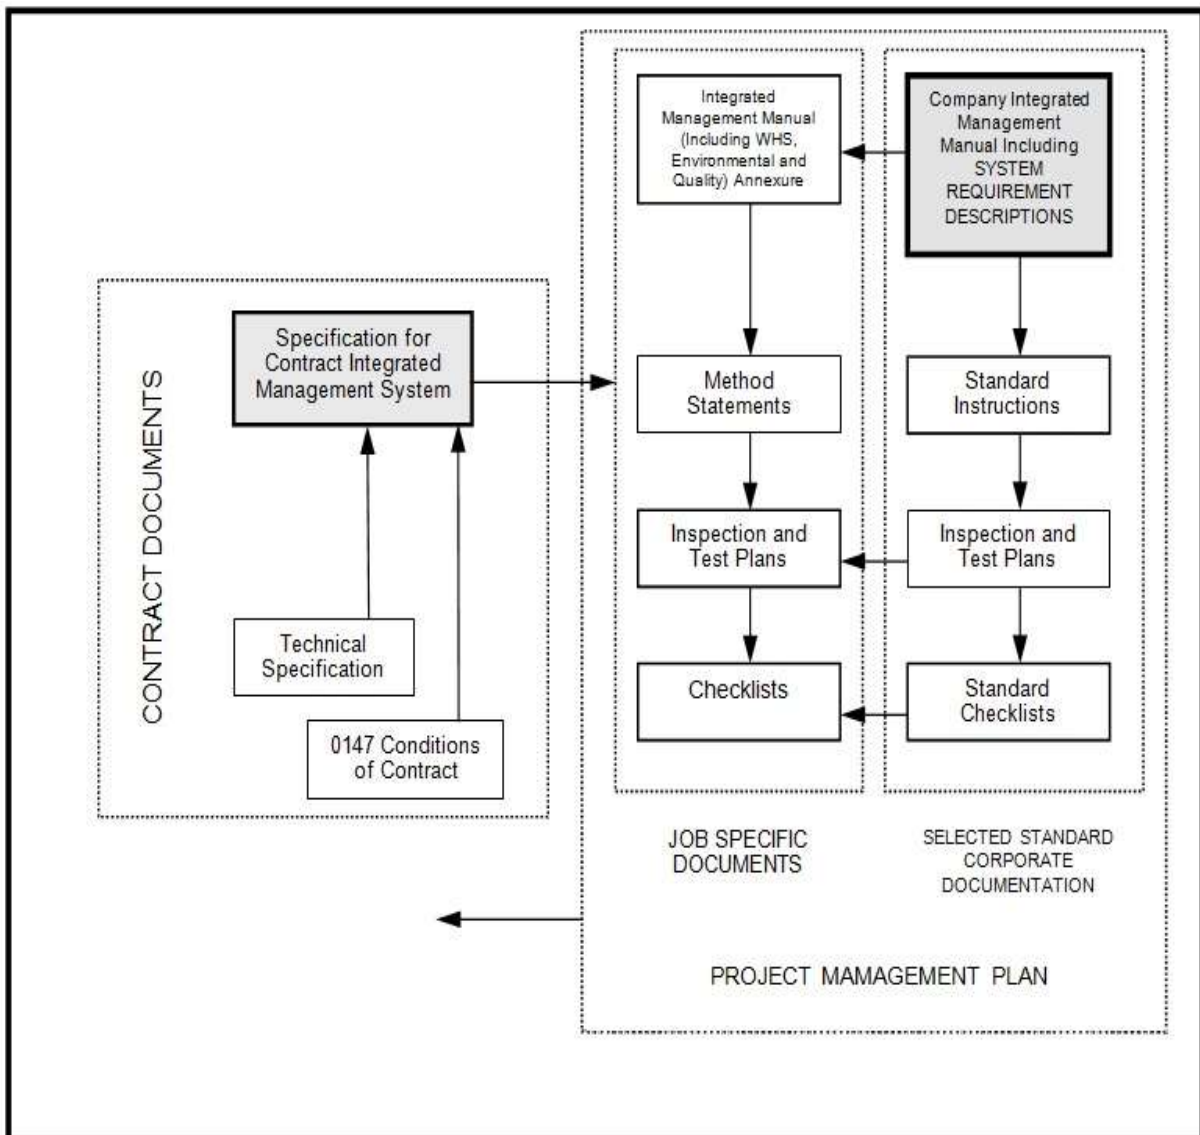 Integrated
Management Manual
(Including WHS,
Environmental and
Quality) Annexure
Company Integrated
Management
Manual Including
SYSTEM
REQUIREMENT
DESCRIPTIONS
CONTRACT DOCUMENTS
Specification for
Contract Integrated
Management System
Method
Statements
Standard
Instructions
Inspection and
Test Plans
Inspection and
Test Plans
Technical
Specification
Checklists
Standard
Checklists
0147 Conditions
of Contract
JOB SPECIFIC
DOCUMENTS
SELECTED STANDARD
CORPORATE
DOCUMENTATION
PROJECT MAMAGEMENT PLAN